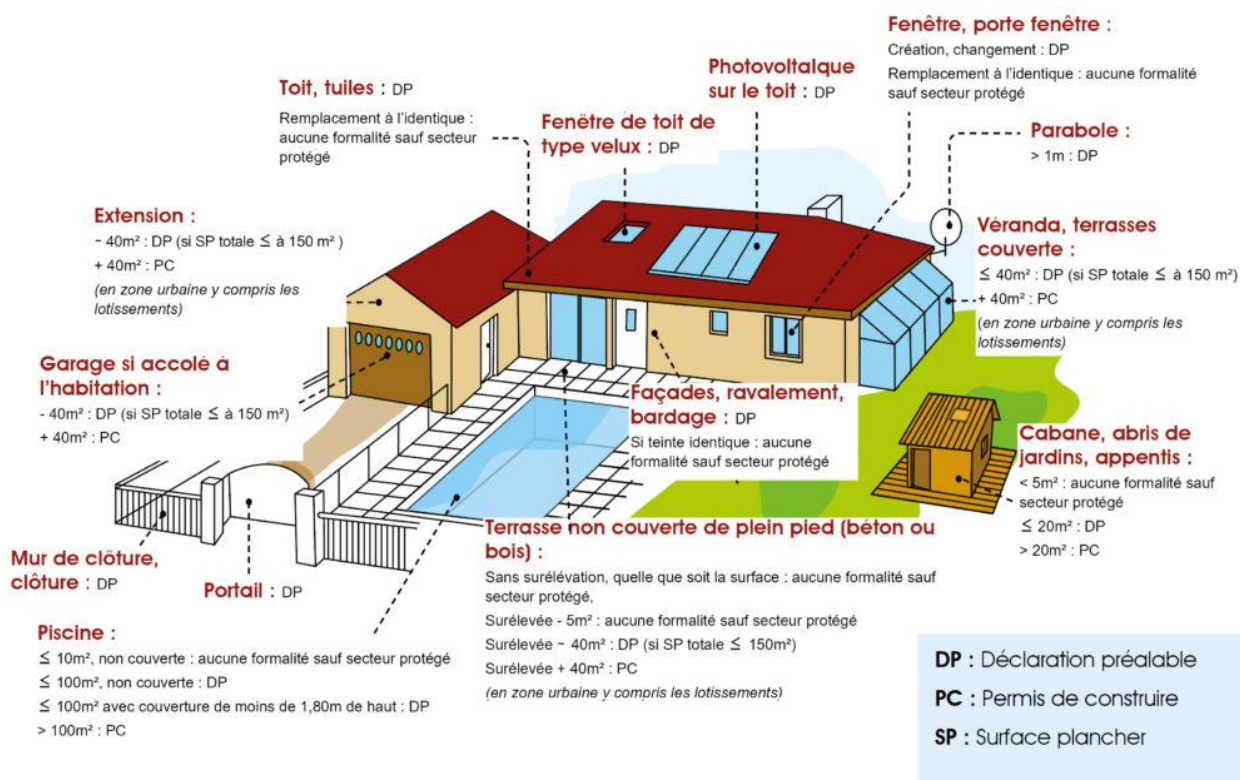 Fenêtre, porte fenêtre :
Création, changement : DP
Remplacement à l'identique : aucune formalité
sauf secteur protégé
Photovoltaïque
sur le toit : DP
Toit, tuiles : DP
Remplacement à l'identique :
aucune formalité sauf secteur
protégé
Fenêtre de toit de
type velux : DP
Parabole :
> 1m : DP
Extension :
- 40m² : DP (si SP totale ≤ à 150 m² )
+ 40m² : PC
(en zone urbaine y compris les
lotissements)
Véranda, terrasses
couverte :
≤ 40m² : DP (si SP totale ≤ à 150 m²)
+ 40m² : PC
(en zone urbaine y compris les
lotissements)
Garage si accolé à
l'habitation :
- 40m² : DP (si SP totale ≤ à 150 m²)
+ 40m² : PC
Façades, ravalement,
bardage : DP
Si teinte identique : aucune
formalité sauf secteur protégé
Cabane, abris de
jardins, appentis :
< 5m² : aucune formalité sauf
secteur protégé
≤ 20m² : DP
> 20m² : PC
Mur de clôture,
clôture : DP
Portail : DP
Terrasse non couverte de plein pied (béton ou
bois) :
Sans surélévation, quelle que soit la surface : aucune formalité sauf
secteur protégé,
Surélevée - 5m² : aucune formalité sauf secteur protégé
Surélevée - 40m² : DP (si SP totale ≤ 150m²)
Surélevée + 40m² : PC
(en zone urbaine y compris les lotissements)
Piscine :
≤ 10m², non couverte : aucune formalité sauf secteur protégé
≤ 100m², non couverte : DP
≤ 100m² avec couverture de moins de 1,80m de haut : DP
> 100m² : PC
DP : Déclaration préalable
PC : Permis de construire
SP : Surface plancher